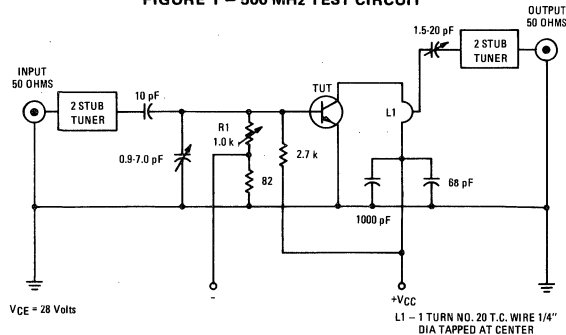 FIGURE 1 – 500 MHz TEST CIRCUIT
OUTPUT
50 OHMS
1.5-20 pF
2 STUB
TUNER
INPUT
50 OHMS
2 STUB
TUNER
10 pF
TUT
L1
R1
1.0 k
0.9-7.0 pF
2.7 k
82
68 pF
1000 pF
VCE = 28 Volts
-
+VCC
L1 – 1 TURN NO. 20 T.C. WIRE 1/4"
DIA TAPPED AT CENTER